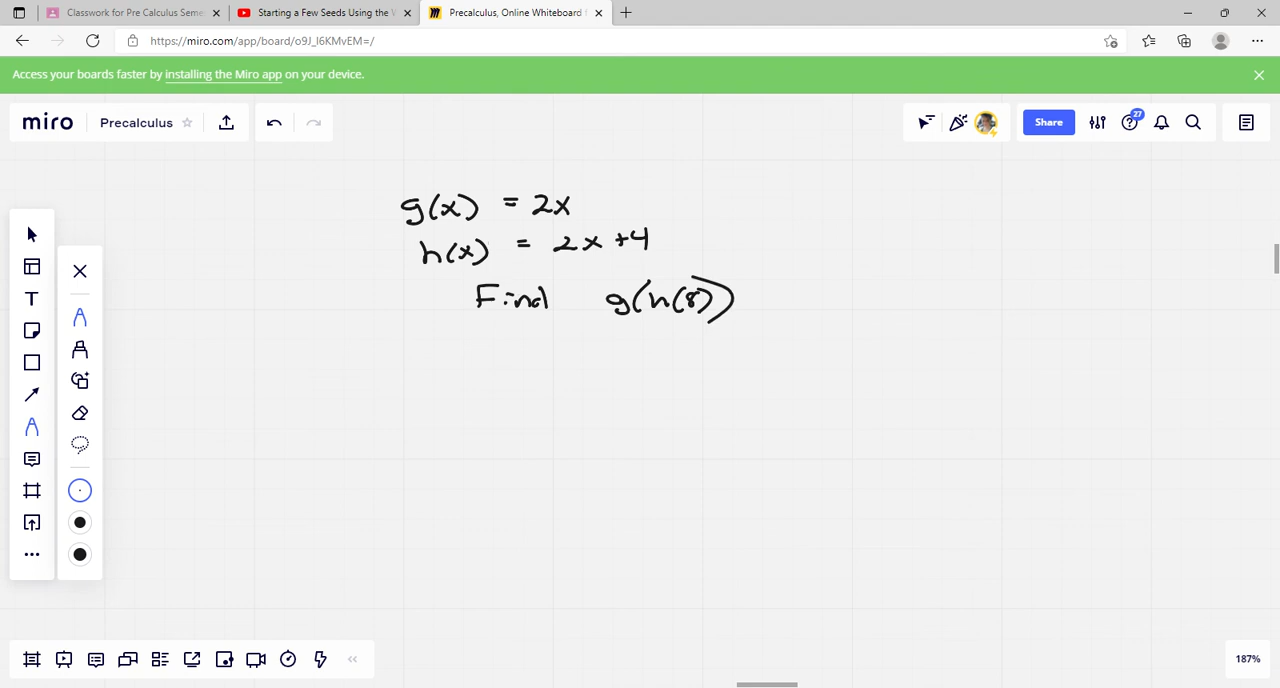 Classwork for Pre Calculus Seme
Starting a Few Seeds Using the W
Precalculus, Online Whiteboard
https://miro.com/app/board/o9J_l6KMvEM=/
Access your boards faster by installing the Miro app on your device.
miro Precalculus Share 27
g(x) = 2x
h(x) = 2x + 4
Find g(h(8))
T
187%